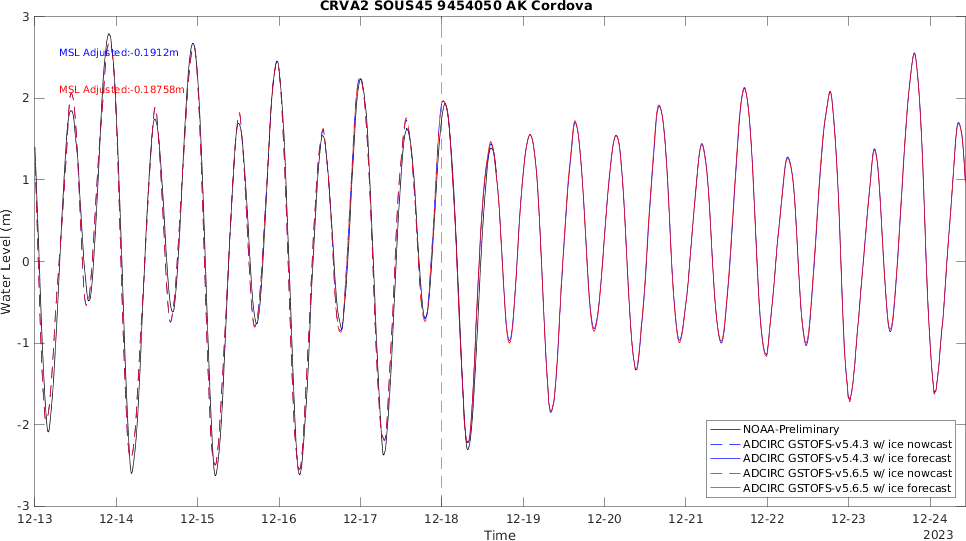 CRVA2 SOUS45 9454050 AK Cordova
3
2
1
0
-1
-2
-3
Water Level (m)
MSL Adjusted:-0.1912m
MSL Adjusted:-0.18758m
NOAA-Preliminary
ADCIRC GSTOFS-v5.4.3 w/ ice nowcast
ADCIRC GSTOFS-v5.4.3 w/ ice forecast
ADCIRC GSTOFS-v5.6.5 w/ ice nowcast
ADCIRC GSTOFS-v5.6.5 w/ ice forecast
12-13 12-14 12-15 12-16 12-17 12-18 12-19 12-20 12-21 12-22 12-23 12-24
Time
2023